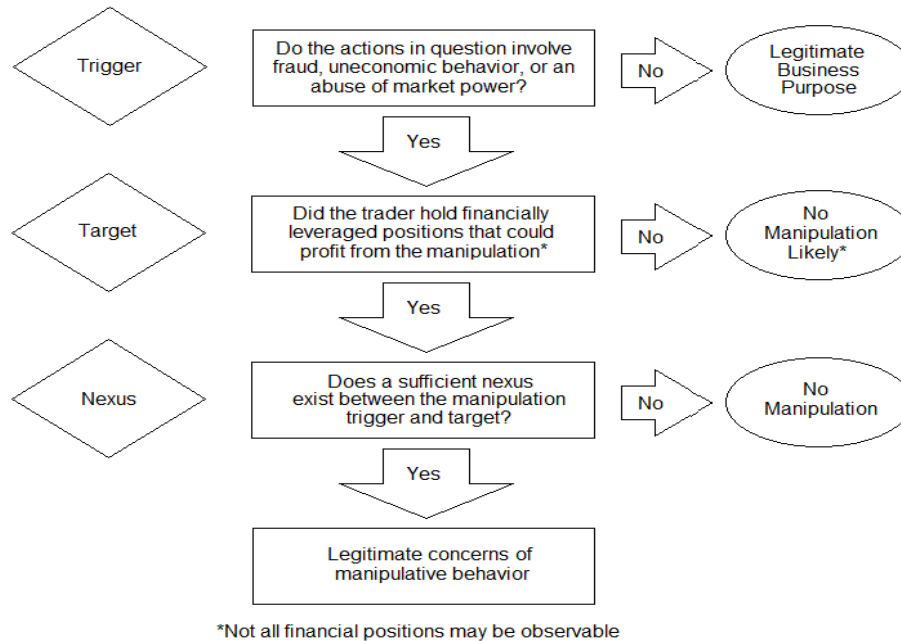 Trigger
Do the actions in question involve
fraud, uneconomic behavior, or an
abuse of market power?
No
Legitimate
Business
Purpose
Yes
Target
Did the trader hold financially
leveraged positions that could
profit from the manipulation*
No
No
Manipulation
Likely*
Yes
Nexus
Does a sufficient nexus
exist between the manipulation
trigger and target?
No
No
Manipulation
Yes
Legitimate concerns of
manipulative behavior
*Not all financial positions may be observable